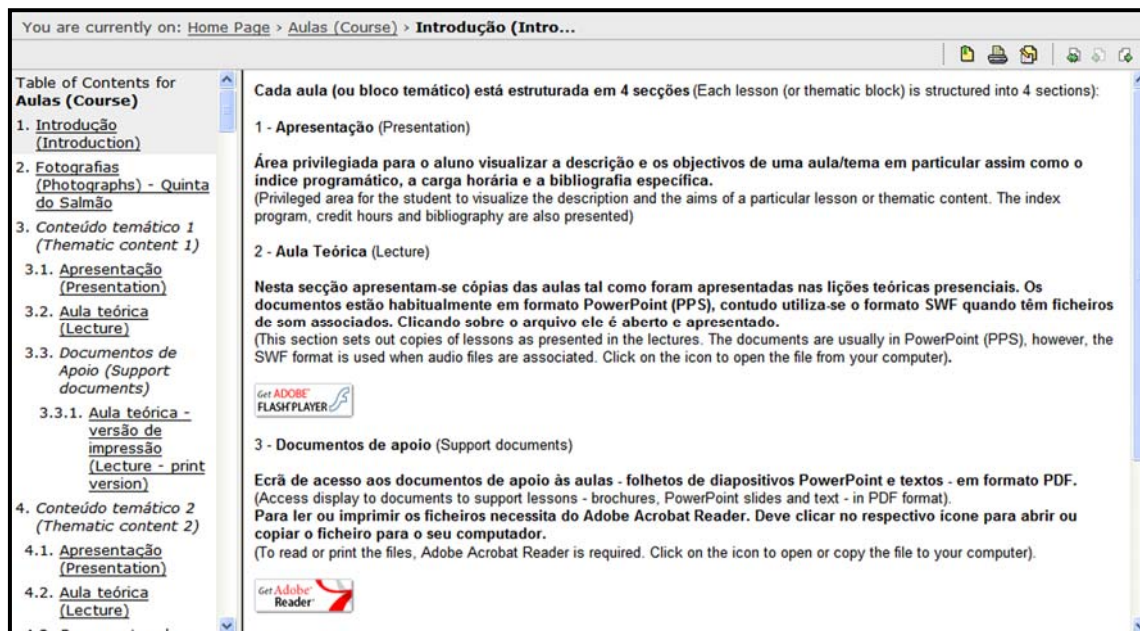 You are currently on: Home Page › Aulas (Course) › Introdução (Intro...
Table of Contents for
Aulas (Course)
1. Introdução
(Introduction)
2. Fotografias
(Photographs) - Quinta
do Salmão
3. Conteúdo temático 1
(Thematic content 1)
3.1. Apresentação
(Presentation)
3.2. Aula teórica
(Lecture)
3.3. Documentos de
Apoio (Support
documents)
3.3.1. Aula teórica -
versão de
impressão
(Lecture - print
version)
4. Conteúdo temático 2
(Thematic content 2)
4.1. Apresentação
(Presentation)
4.2. Aula teórica
(Lecture)
Cada aula (ou bloco temático) está estruturada em 4 secções (Each lesson (or thematic block) is structured into 4 sections):
1 - Apresentação (Presentation)
Área privilegiada para o aluno visualizar a descrição e os objectivos de uma aula/tema em particular assim como o
índice programático, a carga horária e a bibliografia específica.
(Privileged area for the student to visualize the description and the aims of a particular lesson or thematic content. The index
program, credit hours and bibliography are also presented)
2 - Aula Teórica (Lecture)
Nesta secção apresentam-se cópias das aulas tal como foram apresentadas nas lições teóricas presenciais. Os
documentos estão habitualmente em formato PowerPoint (PPS), contudo utiliza-se o formato SWF quando têm ficheiros
de som associados. Clicando sobre o arquivo ele é aberto e apresentado.
(This section sets out copies of lessons as presented in the lectures. The documents are usually in PowerPoint (PPS), however, the
SWF format is used when audio files are associated. Click on the icon to open the file from your computer).
Get ADOBE
FLASH PLAYER
3 - Documentos de apoio (Support documents)
Ecrã de acesso aos documentos de apoio às aulas - folhetos de diapositivos PowerPoint e textos - em formato PDF.
(Access display to documents to support lessons - brochures, PowerPoint slides and text - in PDF format).
Para ler ou imprimir os ficheiros necessita do Adobe Acrobat Reader. Deve clicar no respectivo ícone para abrir ou
copiar o ficheiro para o seu computador.
(To read or print the files, Adobe Acrobat Reader is required. Click on the icon to open or copy the file to your computer).
Get Adobe
Reader